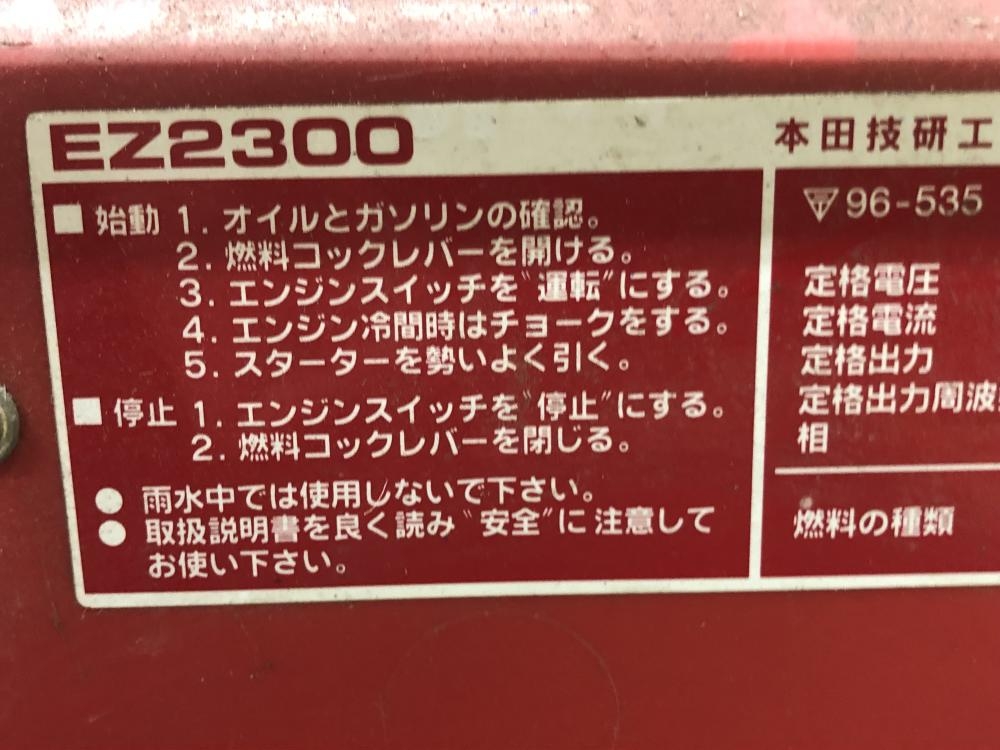 EZ2300
■ 始動 1. オイルとガソリンの確認。
2. 燃料コックレバーを開ける。
3. エンジンスイッチを〝運転〟にする。
4. エンジン冷間時はチョークをする。
5. スターターを勢いよく引く。
■ 停止 1. エンジンスイッチを〝停止〟にする。
2. 燃料コックレバーを閉じる。
● 雨水中では使用しないで下さい。
● 取扱説明書を良く読み〝安全〟に注意して
お使い下さい。
本田技研工
96-535
定格電圧
定格電流
定格出力
定格出力周波
相
燃料の種類